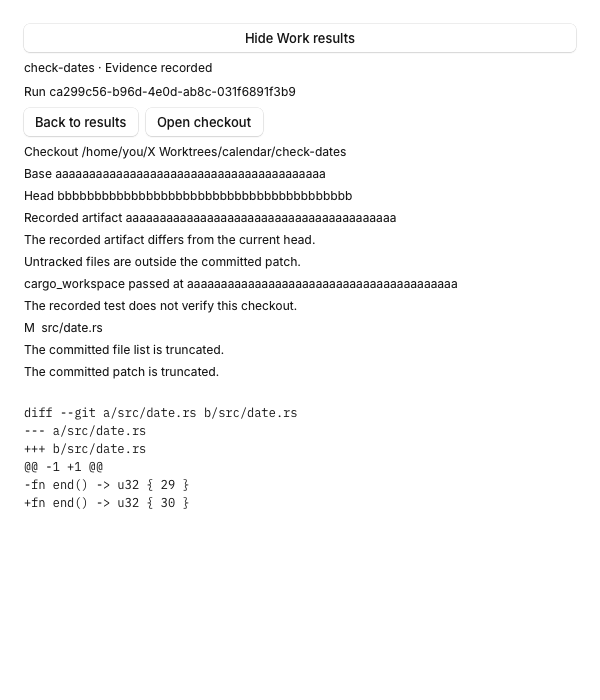 Hide Work results
check-dates · Evidence recorded
Run ca299c56-b96d-4e0d-ab8c-031f6891f3b9
Back to results Open checkout
Checkout /home/you/X Worktrees/calendar/check-dates
Base aaaaaaaaaaaaaaaaaaaaaaaaaaaaaaaaaaaaaaaa
Head bbbbbbbbbbbbbbbbbbbbbbbbbbbbbbbbbbbbbbbb
Recorded artifact aaaaaaaaaaaaaaaaaaaaaaaaaaaaaaaaaaaaaaaa
The recorded artifact differs from the current head.
Untracked files are outside the committed patch.
cargo_workspace passed at aaaaaaaaaaaaaaaaaaaaaaaaaaaaaaaaaaaaaaaa
The recorded test does not verify this checkout.
M  src/date.rs
The committed file list is truncated.
The committed patch is truncated.
diff --git a/src/date.rs b/src/date.rs
--- a/src/date.rs
+++ b/src/date.rs
@@ -1 +1 @@
-fn end() -> u32 { 29 }
+fn end() -> u32 { 30 }